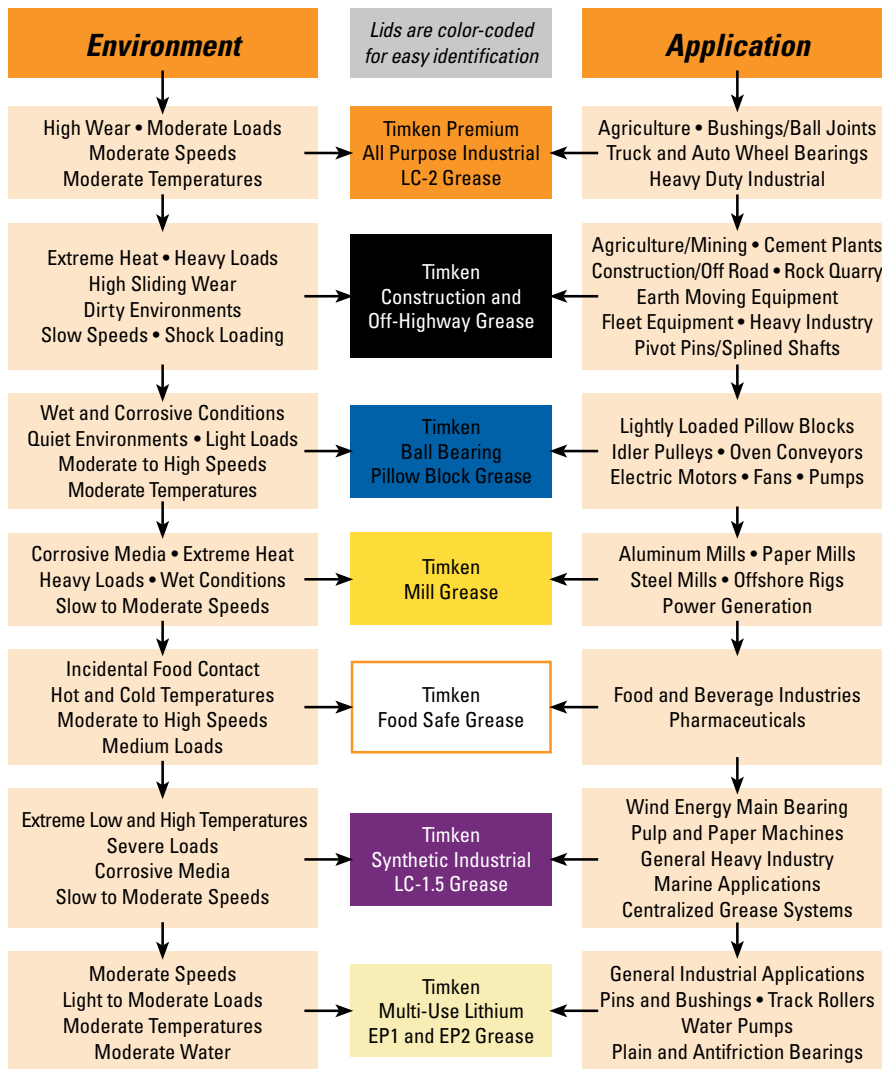 Environment
Lids are color-coded
for easy identification
Application
High Wear • Moderate Loads
Moderate Speeds
Moderate Temperatures
Timken Premium
All Purpose Industrial
LC-2 Grease
Agriculture • Bushings/Ball Joints
Truck and Auto Wheel Bearings
Heavy Duty Industrial
Extreme Heat • Heavy Loads
High Sliding Wear
Dirty Environments
Slow Speeds • Shock Loading
Timken
Construction and
Off-Highway Grease
Agriculture/Mining • Cement Plants
Construction/Off Road • Rock Quarry
Earth Moving Equipment
Fleet Equipment • Heavy Industry
Pivot Pins/Splined Shafts
Wet and Corrosive Conditions
Quiet Environments • Light Loads
Moderate to High Speeds
Moderate Temperatures
Timken
Ball Bearing
Pillow Block Grease
Lightly Loaded Pillow Blocks
Idler Pulleys • Oven Conveyors
Electric Motors • Fans • Pumps
Corrosive Media • Extreme Heat
Heavy Loads • Wet Conditions
Slow to Moderate Speeds
Timken
Mill Grease
Aluminum Mills • Paper Mills
Steel Mills • Offshore Rigs
Power Generation
Incidental Food Contact
Hot and Cold Temperatures
Moderate to High Speeds
Medium Loads
Timken
Food Safe Grease
Food and Beverage Industries
Pharmaceuticals
Extreme Low and High Temperatures
Severe Loads
Corrosive Media
Slow to Moderate Speeds
Timken
Synthetic Industrial
LC-1.5 Grease
Wind Energy Main Bearing
Pulp and Paper Machines
General Heavy Industry
Marine Applications
Centralized Grease Systems
Moderate Speeds
Light to Moderate Loads
Moderate Temperatures
Moderate Water
Timken
Multi-Use Lithium
EP1 and EP2 Grease
General Industrial Applications
Pins and Bushings • Track Rollers
Water Pumps
Plain and Antifriction Bearings